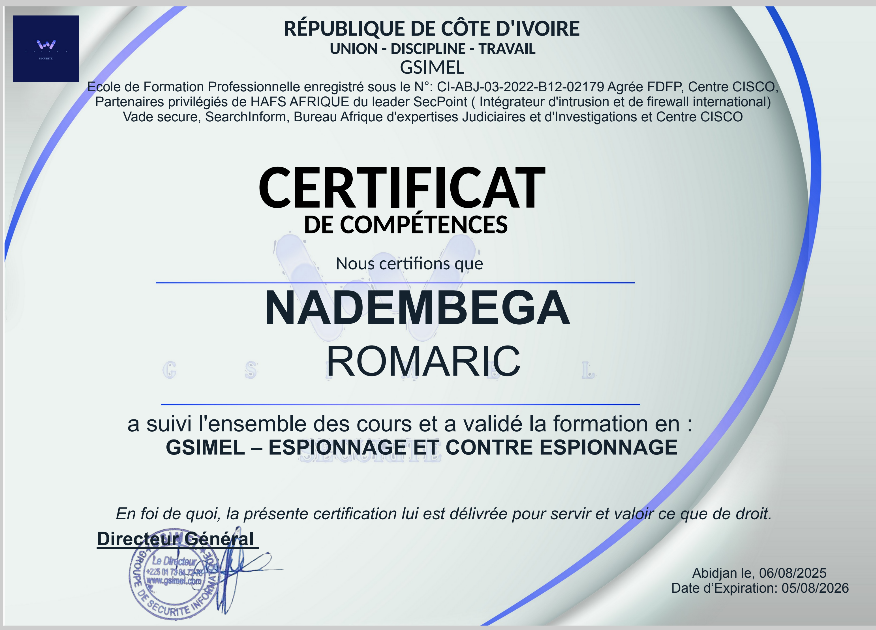 RÉPUBLIQUE DE CÔTE D'IVOIRE
UNION - DISCIPLINE - TRAVAIL
GSIMEL
Ecole de Formation Professionnelle enregistré sous le N°: CI-ABJ-03-2022-B12-02179 Agrée FDFP, Centre CISCO,
Partenaires privilégiés de HAFS AFRIQUE du leader SecPoint ( Intégrateur d'intrusion et de firewall international)
Vade secure, SearchInform, Bureau Afrique d'expertises Judiciaires et d'Investigations et Centre CISCO
CERTIFICAT
DE COMPÉTENCES
Nous certifions que
NADEMBEGA
ROMARIC
a suivi l'ensemble des cours et a validé la formation en :
GSIMEL – ESPIONNAGE ET CONTRE ESPIONNAGE
En foi de quoi, la présente certification lui est délivrée pour servir et valoir ce que de droit.
Directeur Général
Le Directeur
www.gsimel.com
GROUPE DE SECURITE
Abidjan le, 06/08/2025
Date d'Expiration: 05/08/2026